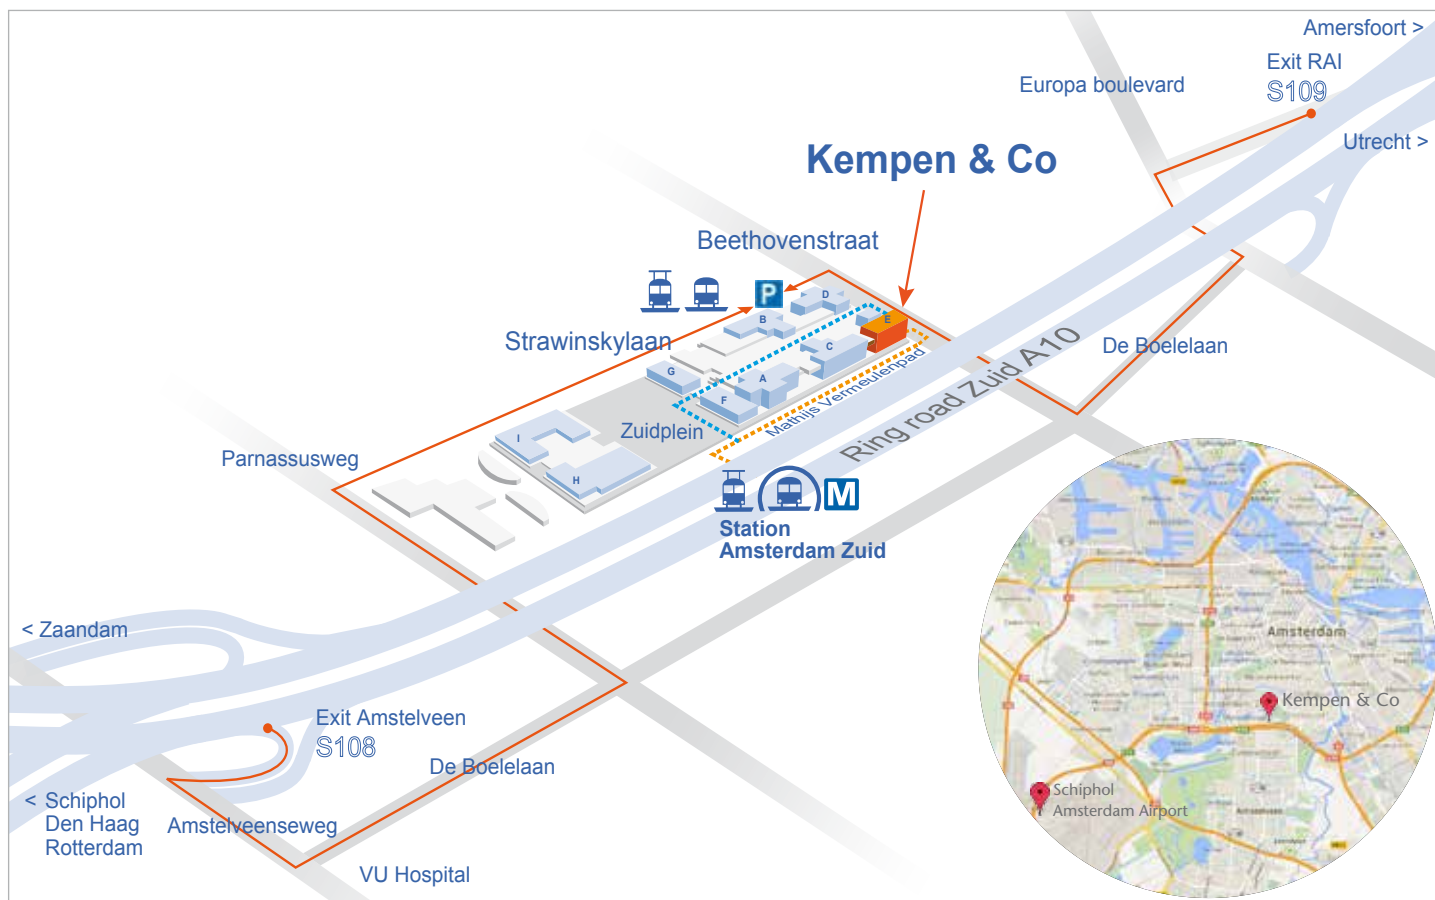 Amersfoort >
Exit RAI
S109
Europa boulevard
Utrecht >
Kempen & Co
Beethovenstraat
P
D
B
E
Strawinskylaan
C
De Boelelaan
G
A
F
Mathijs Vermeulenpad
Ring road Zuid A10
Zuidplein
I
H
Parnassusweg
M
Station
Amsterdam Zuid
< Zaandam
Amsterdam
Kempen & Co
Exit Amstelveen
S108
De Boelelaan
Schiphol
Amsterdam Airport
< Schiphol
Den Haag
Rotterdam
Amstelveenseweg
VU Hospital